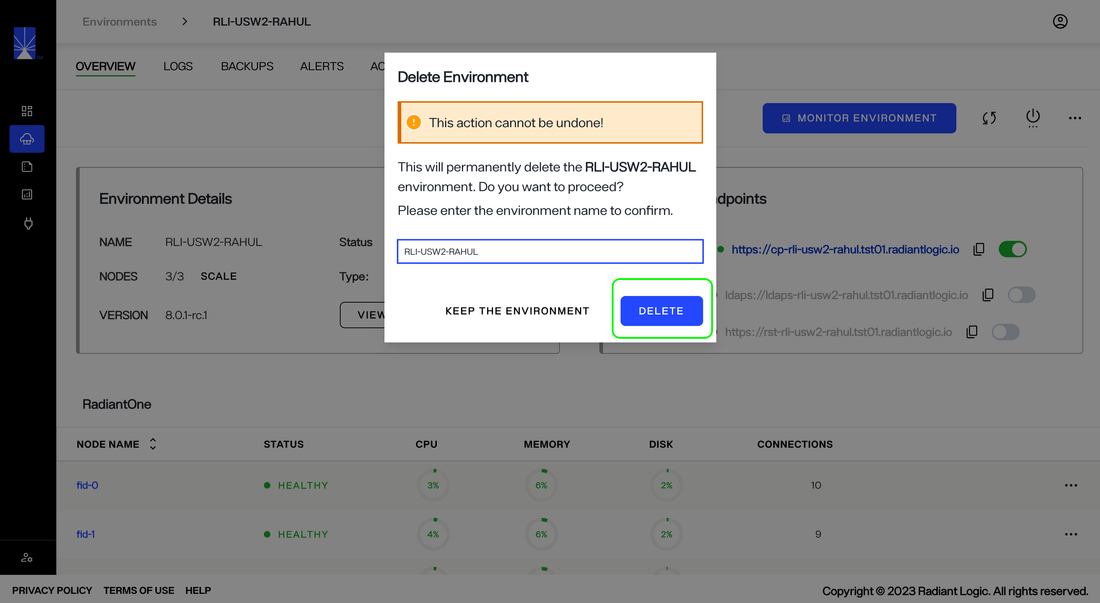 Environments > RLI-USW2-RAHUL
OVERVIEW LOGS BACKUPS ALERTS AC
MONITOR ENVIRONMENT
Delete Environment
This action cannot be undone!
This will permanently delete the RLI-USW2-RAHUL
environment. Do you want to proceed?
Please enter the environment name to confirm.
RLI-USW2-RAHUL
KEEP THE ENVIRONMENT DELETE
Environment Details
NAME RLI-USW2-RAHUL Status
NODES 3/3 SCALE Type:
VERSION 8.0.1-rc.1 VIEW
dpoints
https://cp-rli-usw2-rahul.tst01.radiantlogic.io
ldaps://ldaps-rli-usw2-rahul.tst01.radiantlogic.io
https://rst-rli-usw2-rahul.tst01.radiantlogic.io
RadiantOne
NODE NAME STATUS CPU MEMORY DISK CONNECTIONS
fid-0 HEALTHY 3% 6% 2% 10
fid-1 HEALTHY 4% 6% 2% 9
PRIVACY POLICY TERMS OF USE HELP
Copyright © 2023 Radiant Logic. All rights reserved.